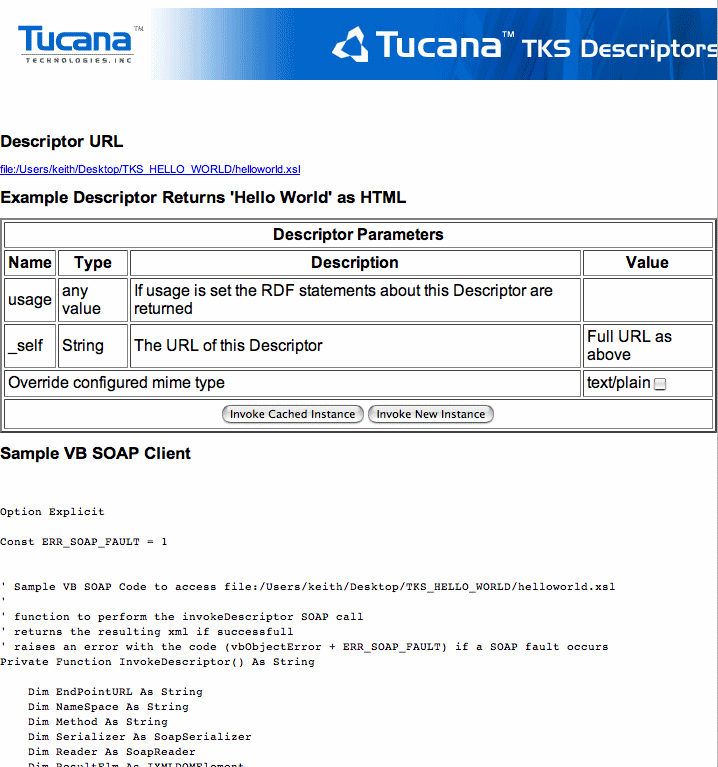 Tucana™
TECHNOLOGIES, INC
Tucana™ TKS Descriptors
Descriptor URL
file:/Users/keith/Desktop/TKS_HELLO_WORLD/helloworld.xsl
Example Descriptor Returns 'Hello World' as HTML
Descriptor Parameters
Name Type Description Value
usage any value If usage is set the RDF statements about this Descriptor are returned
_self String The URL of this Descriptor Full URL as above
Override configured mime type text/plain
Invoke Cached Instance Invoke New Instance
Sample VB SOAP Client
Option Explicit
Const ERR_SOAP_FAULT = 1
' Sample VB SOAP Code to access file:/Users/keith/Desktop/TKS_HELLO_WORLD/helloworld.xsl
'
' function to perform the invokeDescriptor SOAP call
' returns the resulting xml if successfull
' raises an error with the code (vbObjectError + ERR_SOAP_FAULT) if a SOAP fault occurs
Private Function InvokeDescriptor() As String
Dim EndPointURL As String
Dim NameSpace As String
Dim Method As String
Dim Serializer As SoapSerializer
Dim Reader As SoapReader
Dim ResultElm As IXMLDOMElement